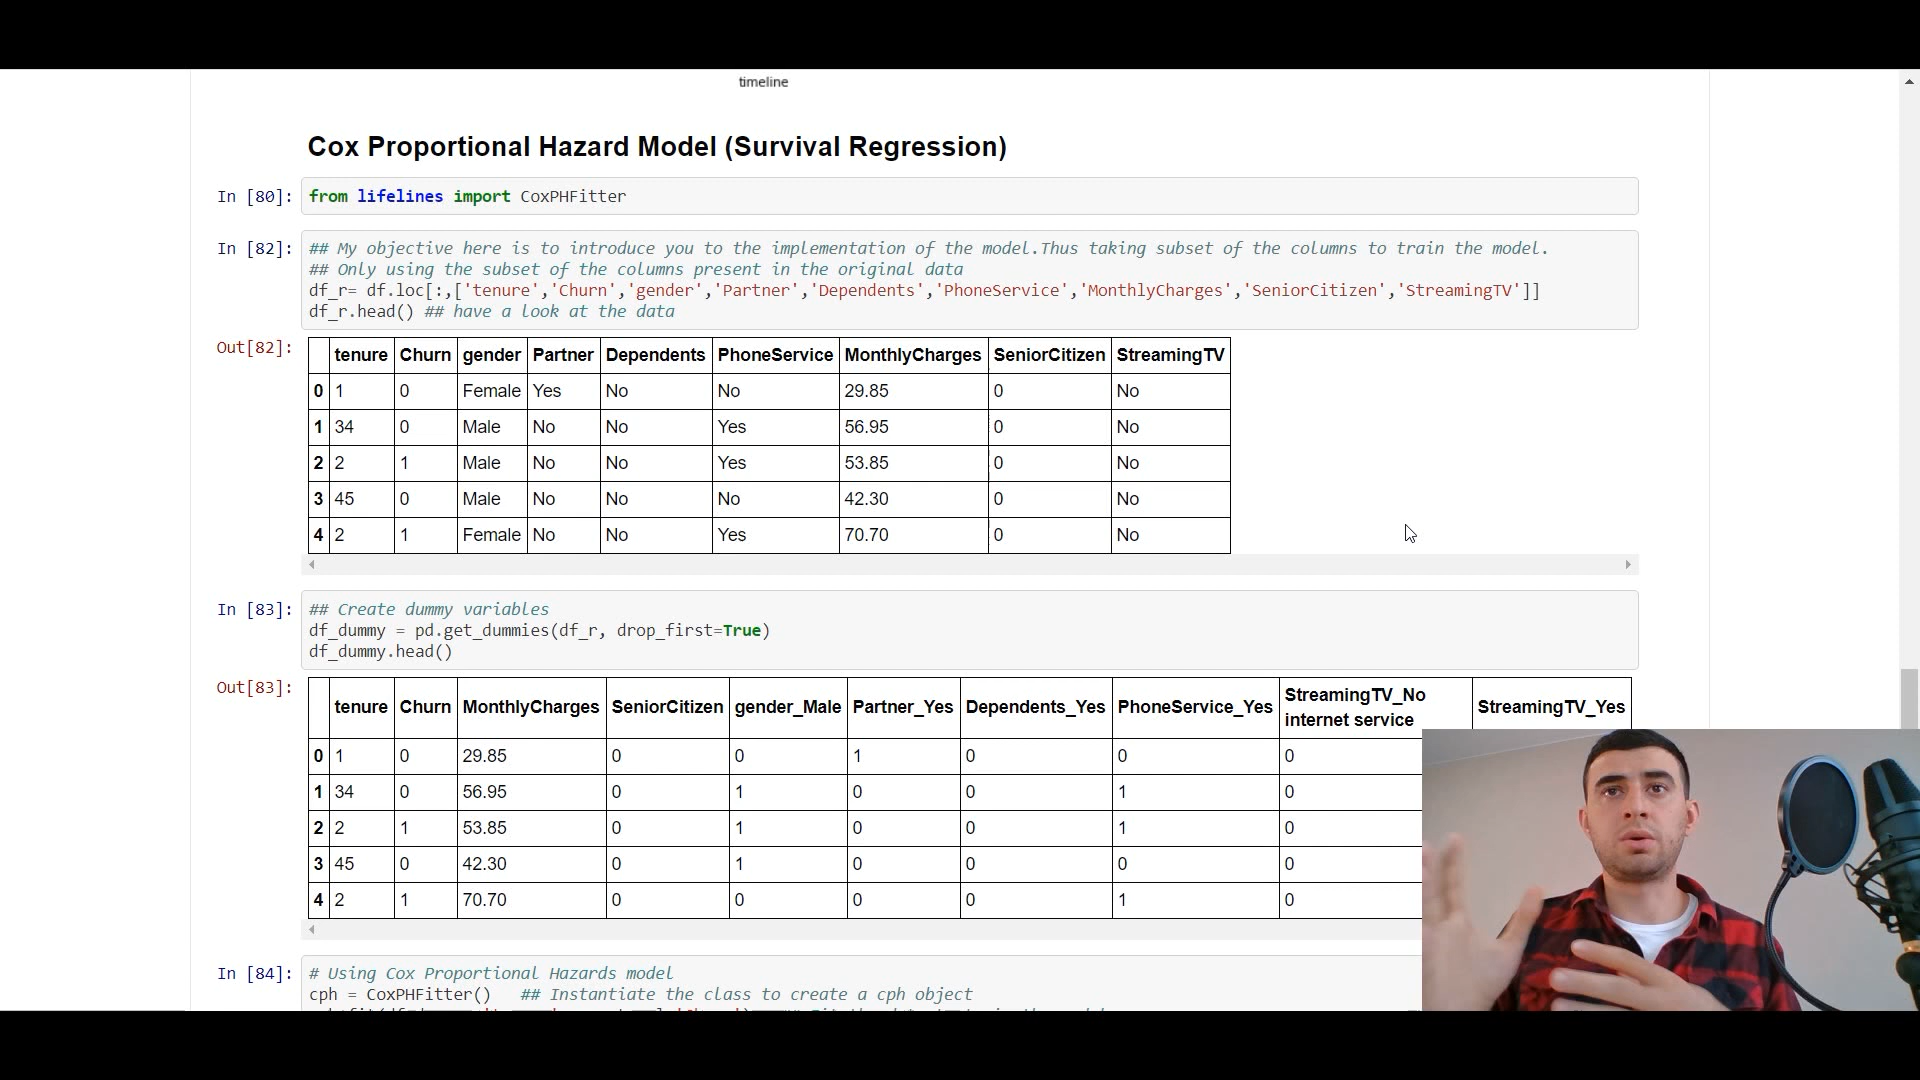 timeline
Cox Proportional Hazard Model (Survival Regression)
In [80]: from lifelines import CoxPHFitter
In [82]: ## My objective here is to introduce you to the implementation of the model.Thus taking subset of the columns to train the model.
## Only using the subset of the columns present in the original data
df_r= df.loc[:,['tenure','Churn','gender','Partner','Dependents','PhoneService','MonthlyCharges','SeniorCitizen','StreamingTV']]
df_r.head() ## have a look at the data
Out[82]:
tenure Churn gender Partner Dependents PhoneService MonthlyCharges SeniorCitizen StreamingTV
0 1 0 Female Yes No No 29.85 0 No
1 34 0 Male No No Yes 56.95 0 No
2 2 1 Male No No Yes 53.85 0 No
3 45 0 Male No No No 42.30 0 No
4 2 1 Female No No Yes 70.70 0 No
In [83]: ## Create dummy variables
df_dummy = pd.get_dummies(df_r, drop_first=True)
df_dummy.head()
Out[83]:
tenure Churn MonthlyCharges SeniorCitizen gender_Male Partner_Yes Dependents_Yes PhoneService_Yes StreamingTV_No internet service StreamingTV_Yes
0 1 0 29.85 0 0 1 0 0 0
1 34 0 56.95 0 1 0 0 1 0
2 2 1 53.85 0 1 0 0 1 0
3 45 0 42.30 0 1 0 0 0 0
4 2 1 70.70 0 0 0 0 1 0
In [84]: # Using Cox Proportional Hazards model
cph = CoxPHFitter() ## Instantiate the class to create a cph object